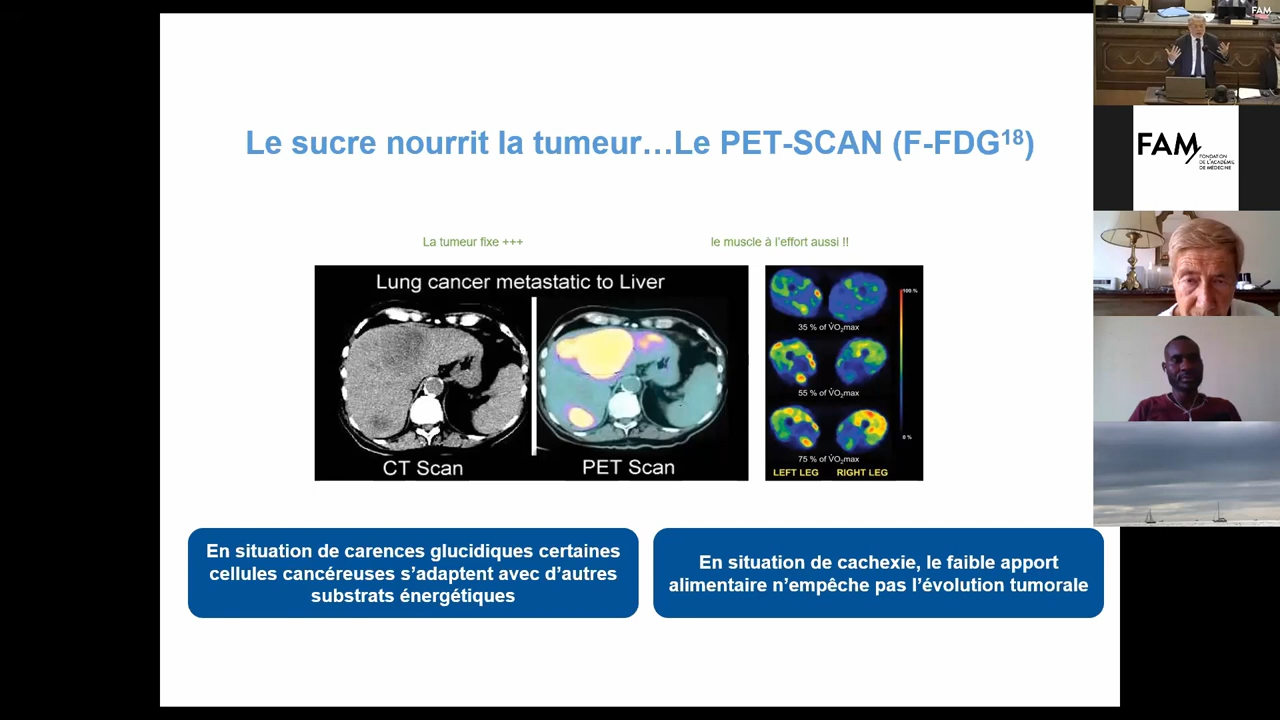 Le sucre nourrit la tumeur…Le PET-SCAN (F-FDG¹⁸)
La tumeur fixe +++
le muscle à l'effort aussi !!
Lung cancer metastatic to Liver
CT Scan
PET Scan
100 %
35 % of V̇O₂max
55 % of V̇O₂max
0 %
75 % of V̇O₂max
LEFT LEG RIGHT LEG
En situation de carences glucidiques certaines
cellules cancéreuses s'adaptent avec d'autres
substrats énergétiques
En situation de cachexie, le faible apport
alimentaire n'empêche pas l'évolution tumorale
FAM
FAM
FONDATION
DE L'ACADÉMIE
DE MÉDECINE